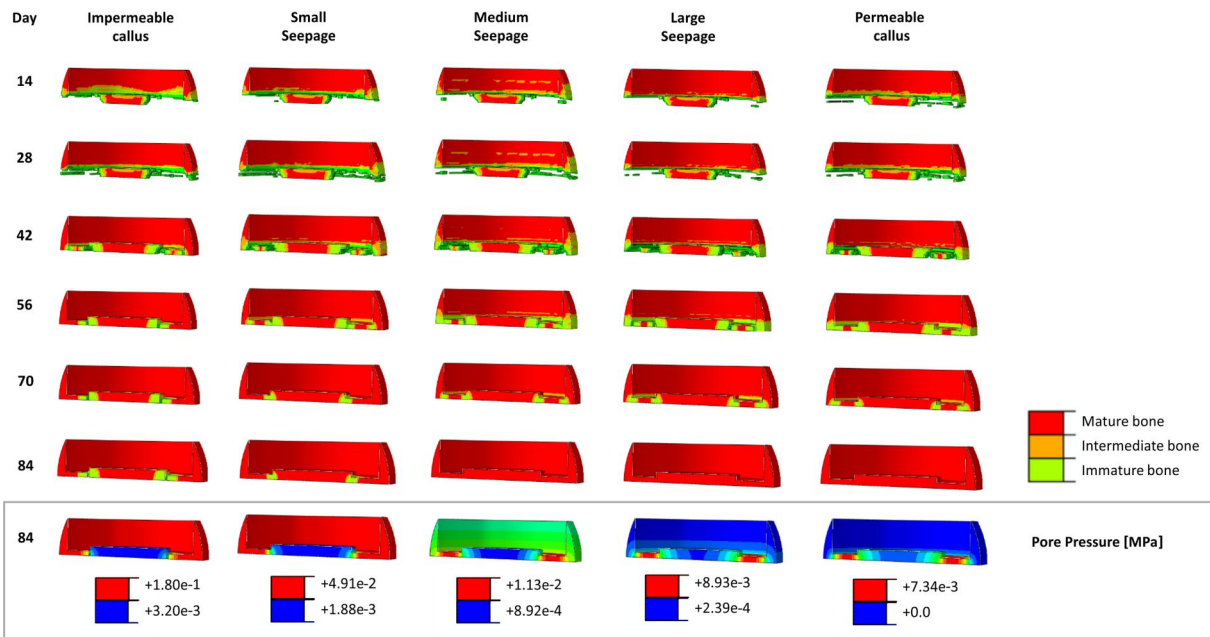 Day
Impermeable
callus
Small
Seepage
Medium
Seepage
Large
Seepage
Permeable
callus
14
28
42
56
70
84
Mature bone
Intermediate bone
Immature bone
84
Pore Pressure [MPa]
+1.80e-1
+3.20e-3
+4.91e-2
+1.88e-3
+1.13e-2
+8.92e-4
+8.93e-3
+2.39e-4
+7.34e-3
+0.0